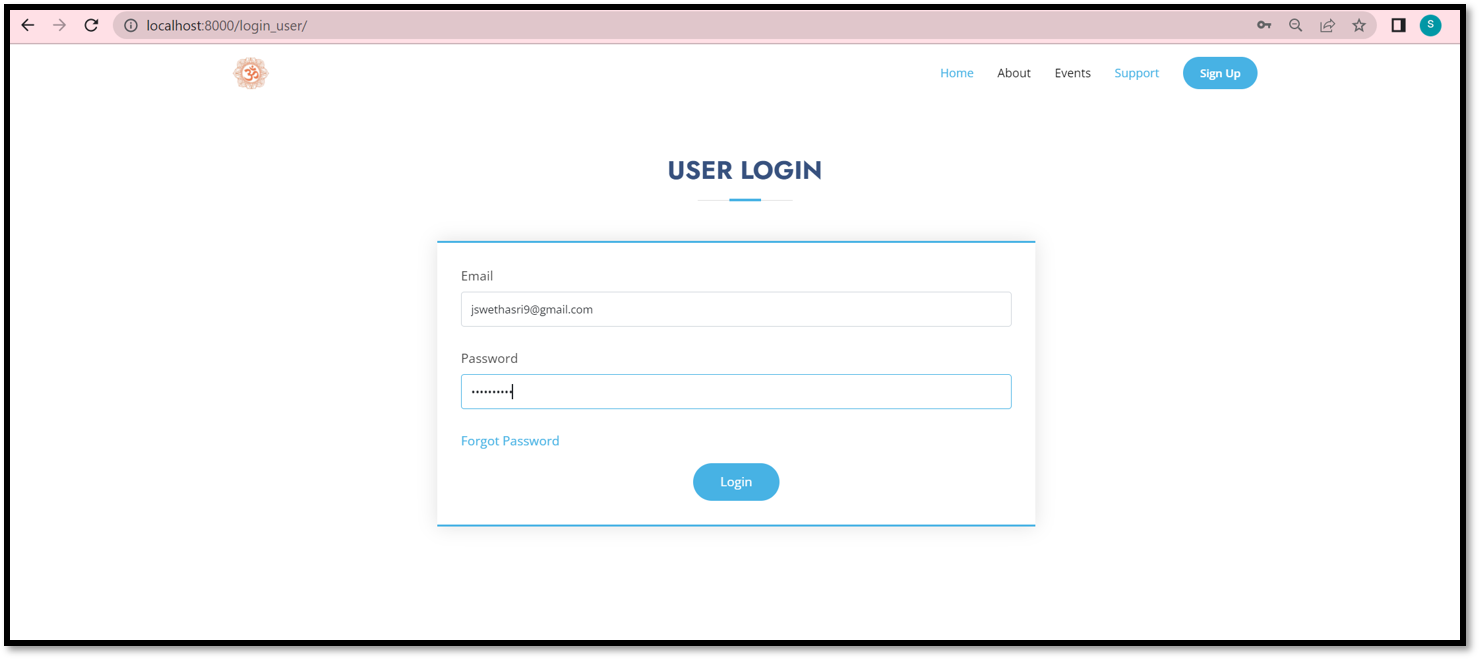 localhost:8000/login_user/
S
ॐ
Home About Events Support Sign Up
USER LOGIN
Email
jswethasri9@gmail.com
Password
••••••••••
Forgot Password
Login